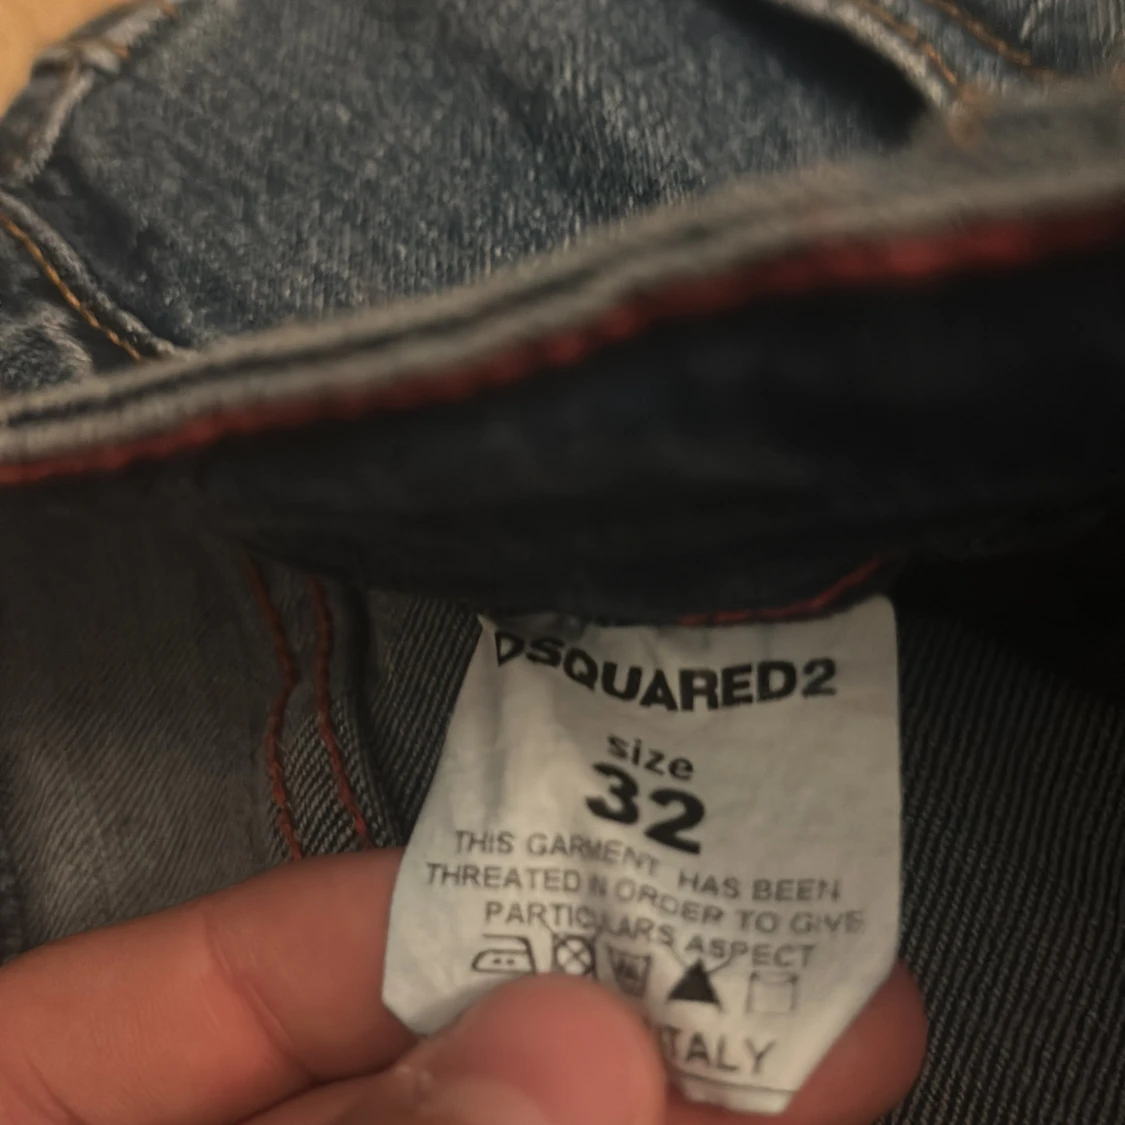 DSQUARED2
size
32
THIS GARMENT HAS BEEN
THREATED IN ORDER TO GIVE
PARTICULARS ASPECT
ITALY